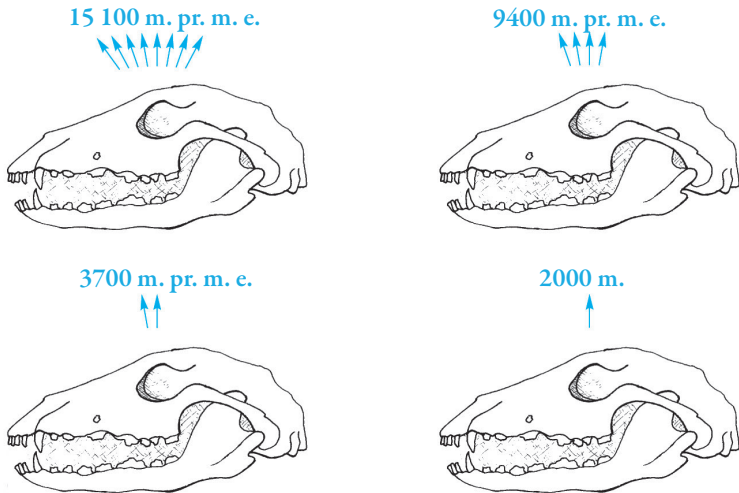 15 100 m. pr. m. e.
9400 m. pr. m. e.
3700 m. pr. m. e.
2000 m.